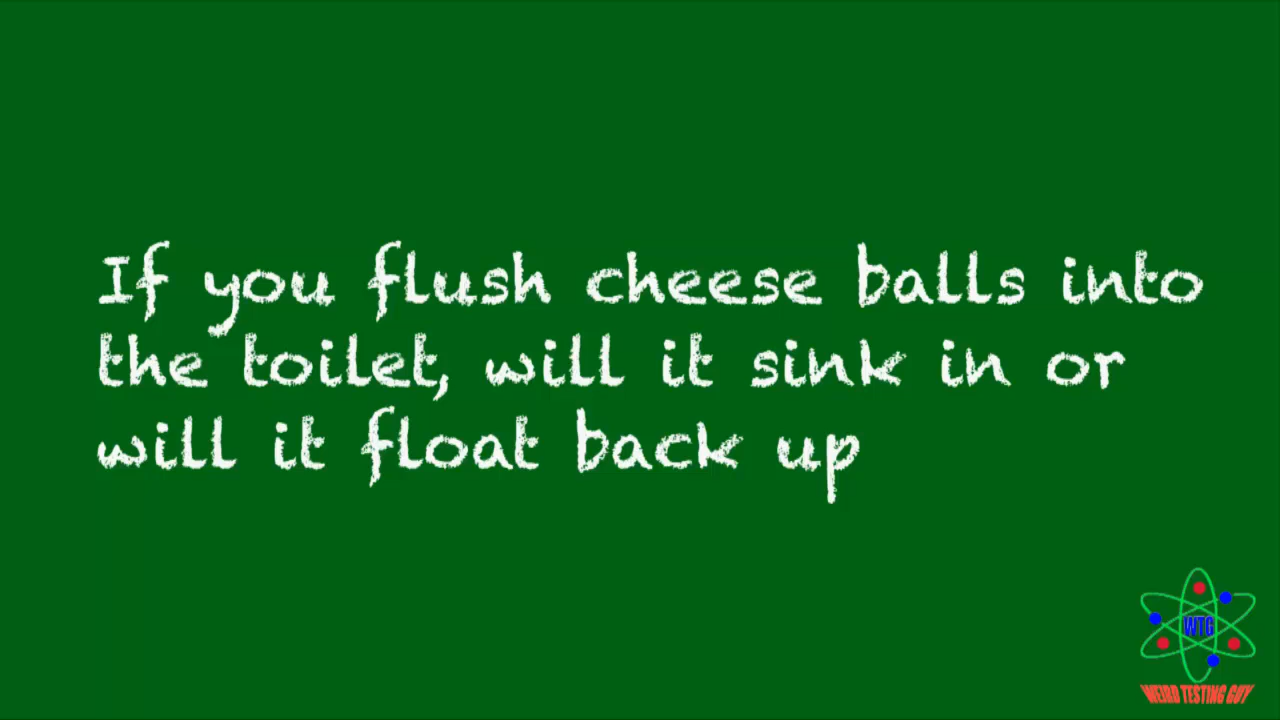 If you flush cheese balls into
the toilet, will it sink in or
will it float back up
WTG
WEIRD TESTING GUY